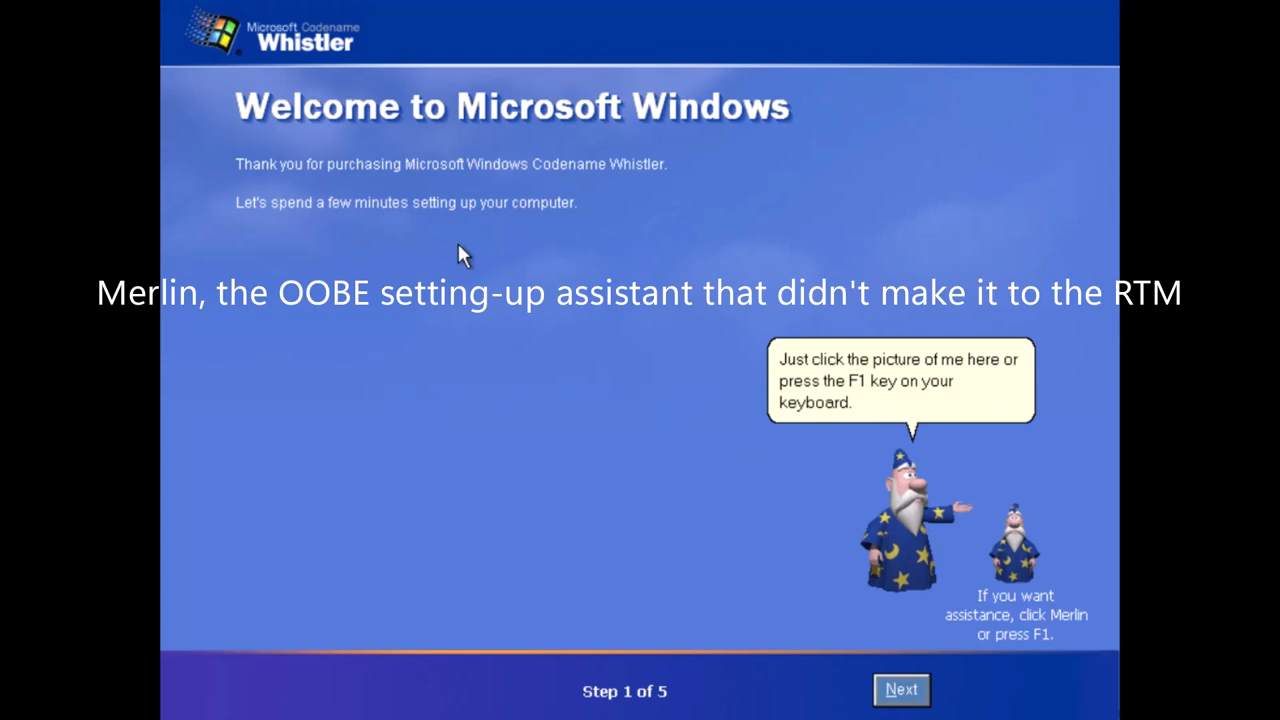 Microsoft Codename
Whistler
Welcome to Microsoft Windows
Thank you for purchasing Microsoft Windows Codename Whistler.
Let's spend a few minutes setting up your computer.
Merlin, the OOBE setting-up assistant that didn't make it to the RTM
Just click the picture of me here or
press the F1 key on your
keyboard.
If you want
assistance, click Merlin
or press F1.
Step 1 of 5
Next